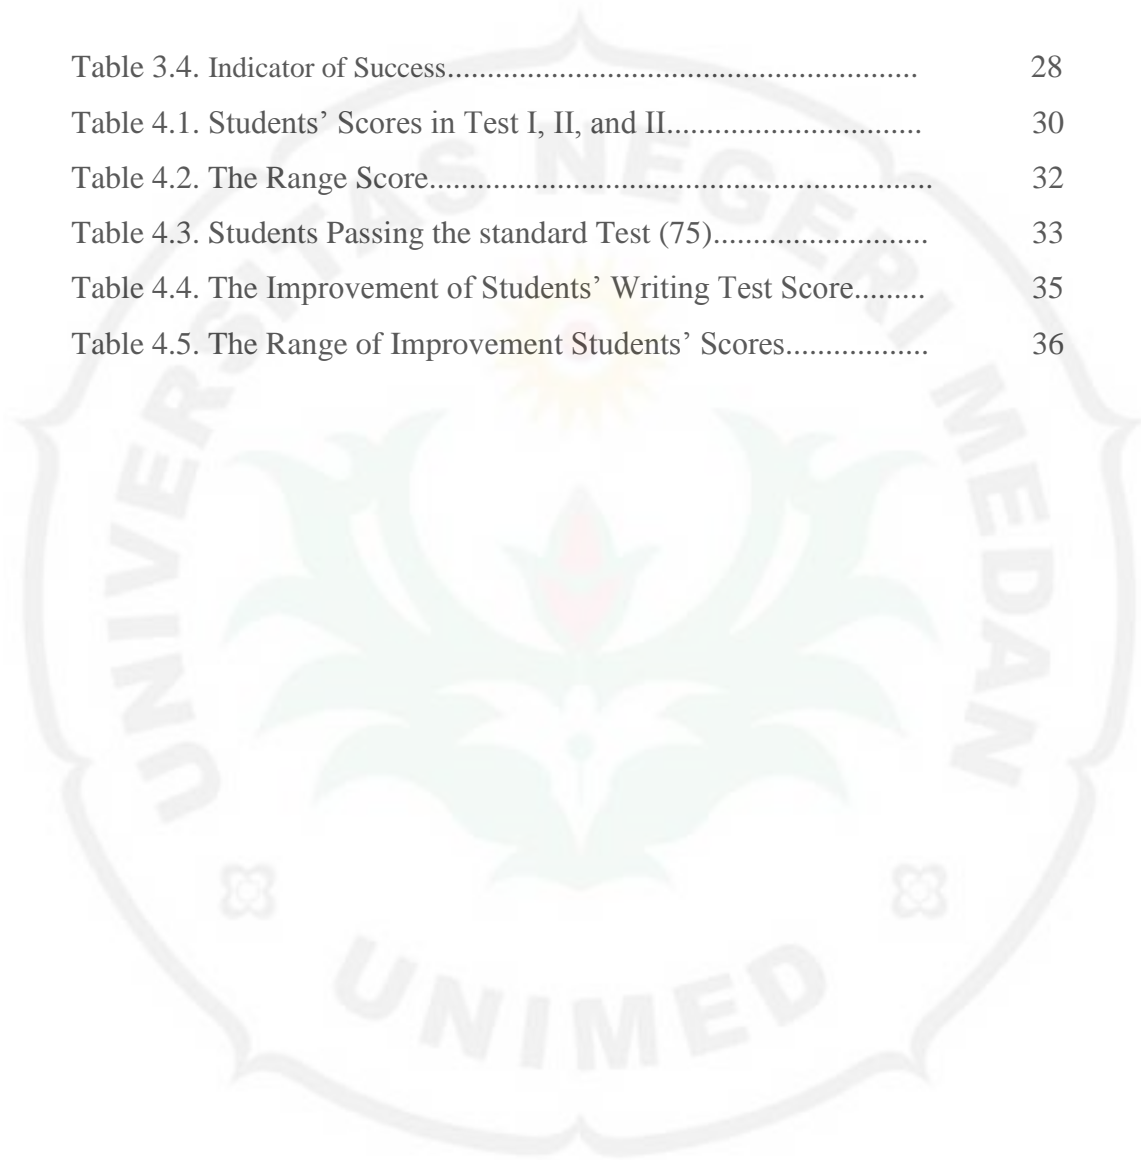 Table 3.4. Indicator of Success.......................................................... 28
Table 4.1. Students’ Scores in Test I, II, and II................................ 30
Table 4.2. The Range Score............................................................... 32
Table 4.3. Students Passing the standard Test (75)........................... 33
Table 4.4. The Improvement of Students’ Writing Test Score......... 35
Table 4.5. The Range of Improvement Students’ Scores.................. 36
UNIVERSITAS NEGERI MEDAN
UNIMED